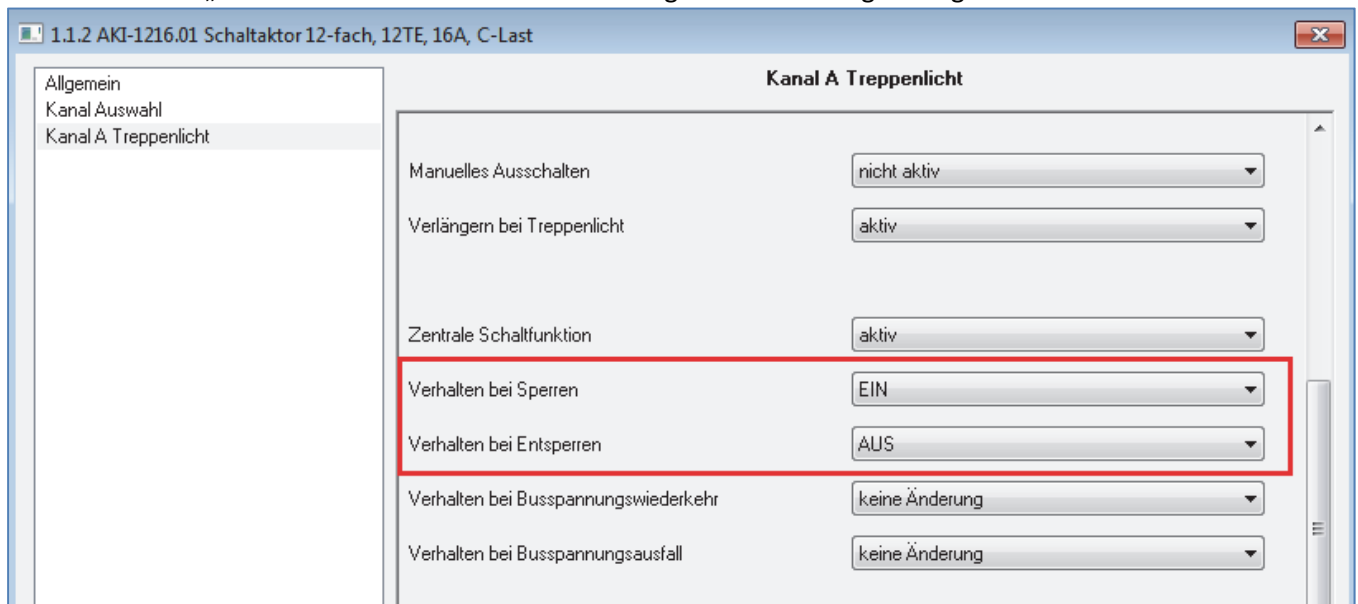 1.1.2 AKI-1216.01 Schaltaktor 12-fach, 12TE, 16A, C-Last
Allgemein
Kanal Auswahl
Kanal A Treppenlicht
Kanal A Treppenlicht
Manuelles Ausschalten nicht aktiv
Verlängern bei Treppenlicht aktiv
Zentrale Schaltfunktion aktiv
Verhalten bei Sperren EIN
Verhalten bei Entsperren AUS
Verhalten bei Busspannungswiederkehr keine Änderung
Verhalten bei Busspannungsausfall keine Änderung